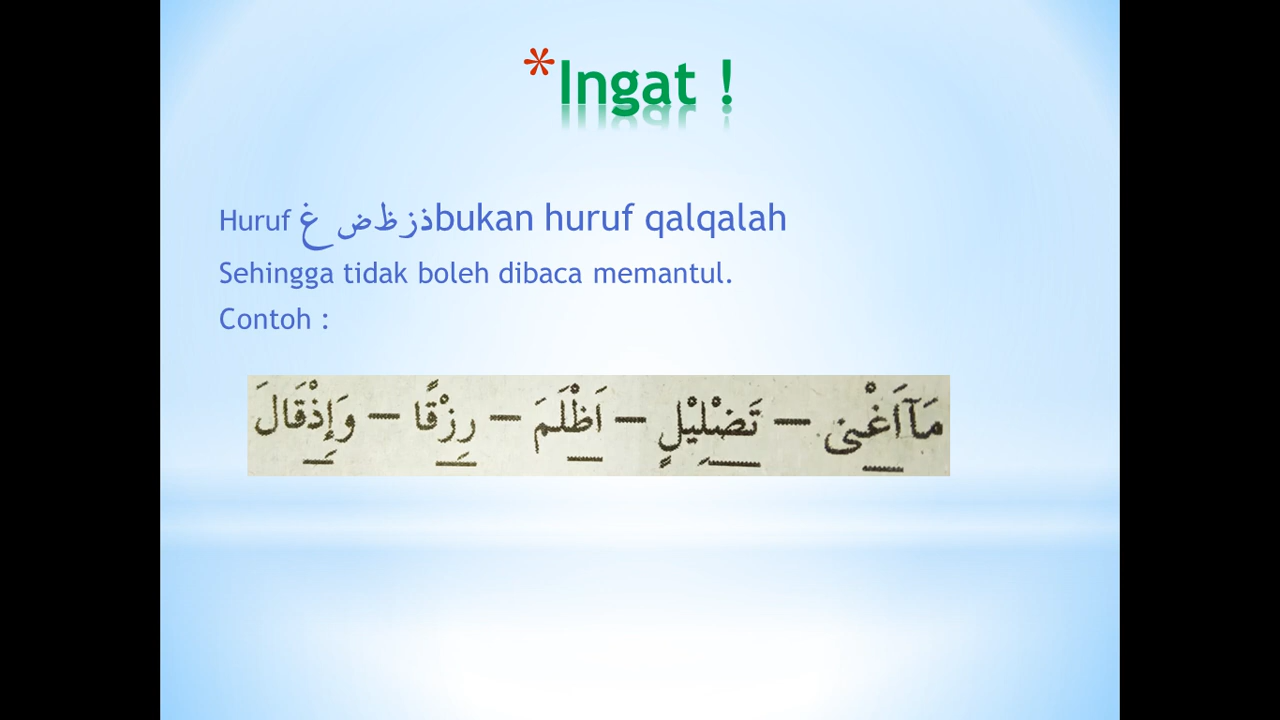 *Ingat !
Huruf ذ ز ظ ض غ bukan huruf qalqalah
Sehingga tidak boleh dibaca memantul.
Contoh :
مَآ اَغْنٰى – تَضْلِيْلٍ – اَظْلَمَ – رِزْقًا – وَإِذْقَالَ